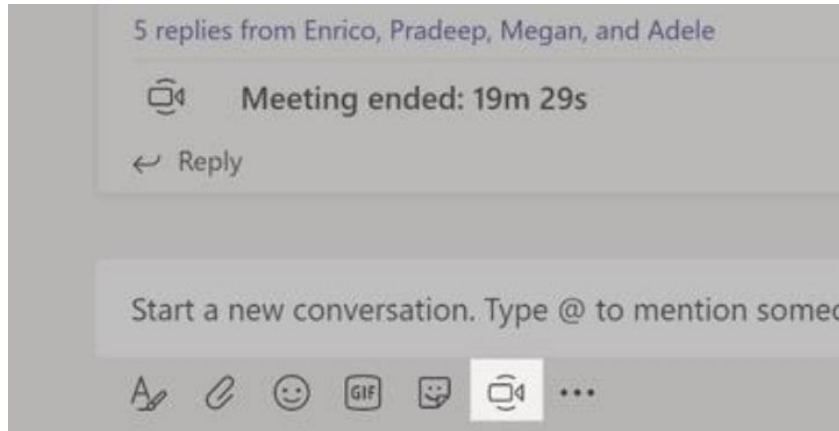 5 replies from Enrico, Pradeep, Megan, and Adele
Meeting ended: 19m 29s
Reply
Start a new conversation. Type @ to mention
GIF